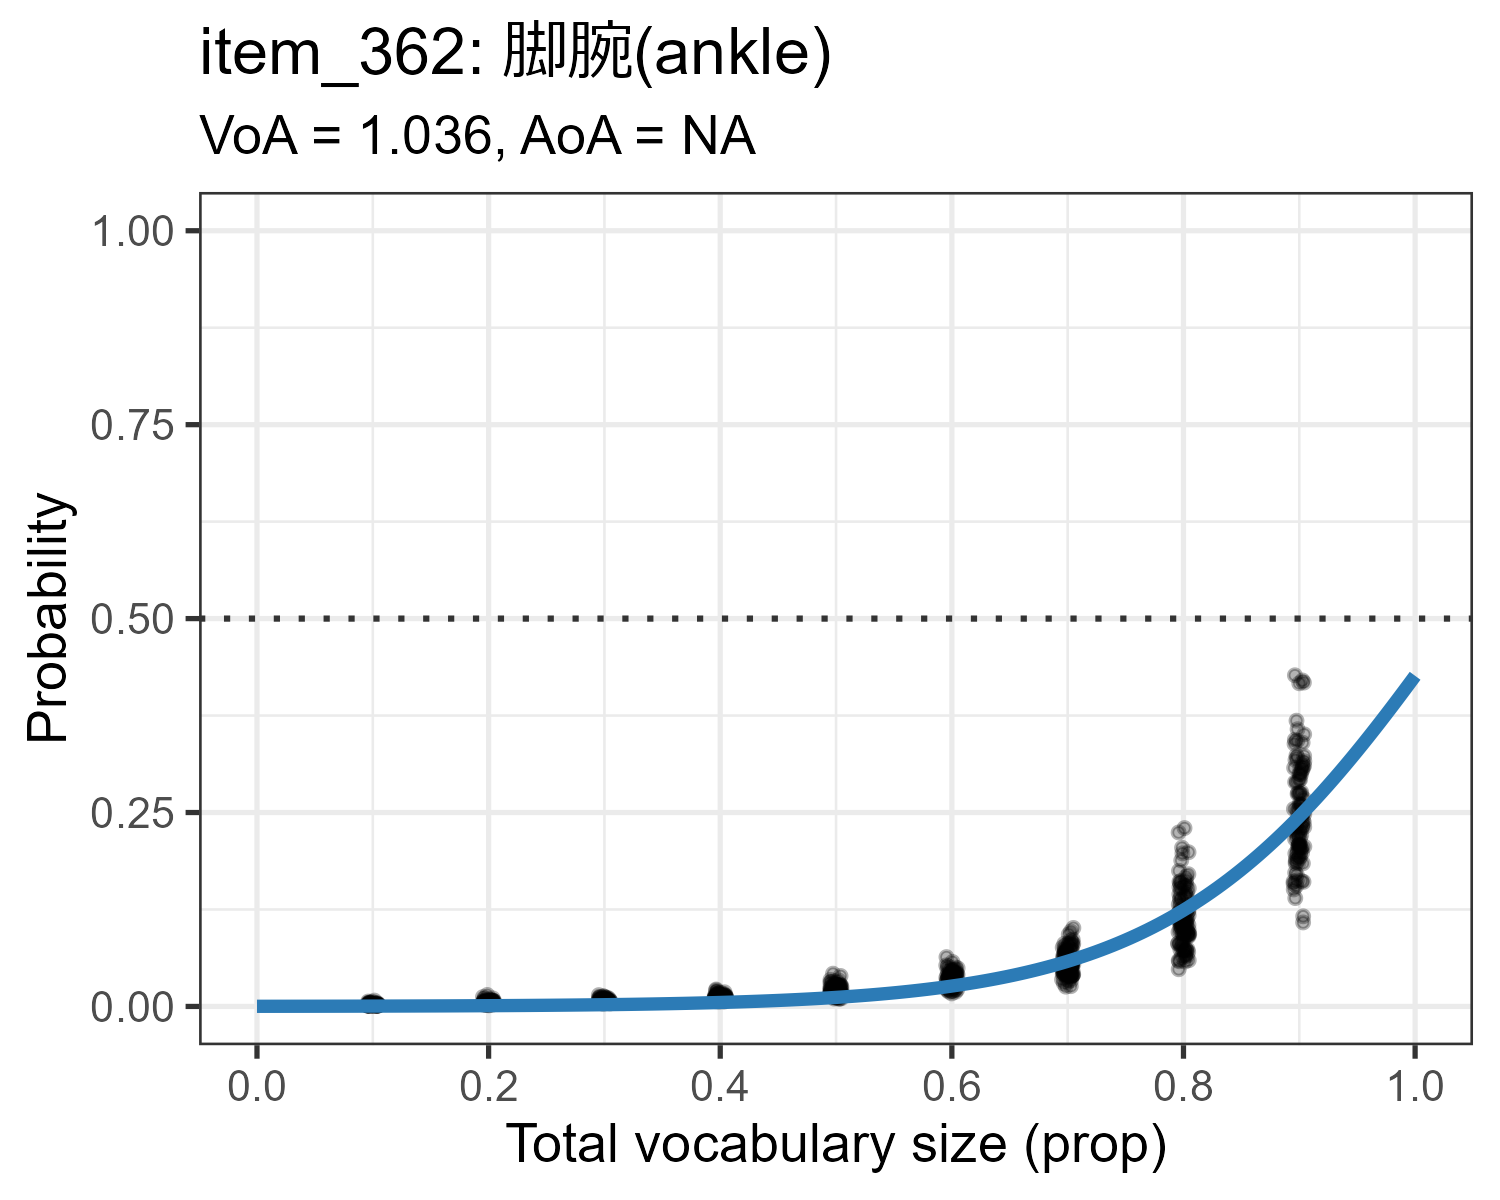 item_362: 脚腕(ankle)
VoA = 1.036, AoA = NA
1.00
0.75
0.50
0.25
0.00
Probability
0.0 0.2 0.4 0.6 0.8 1.0
Total vocabulary size (prop)